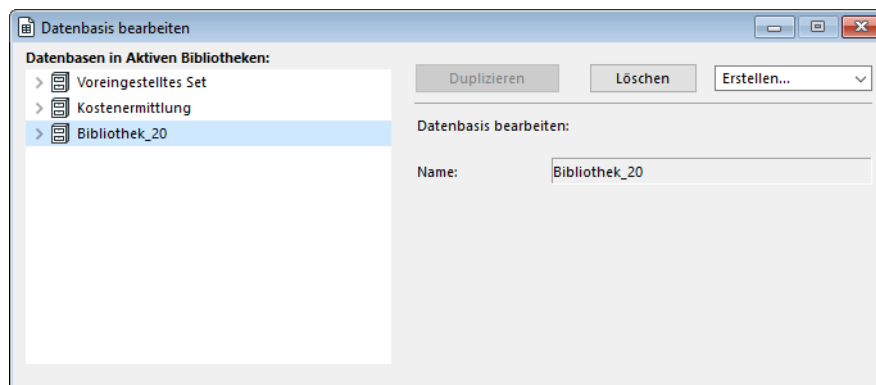 Datenbasis bearbeiten
Datenbasen in Aktiven Bibliotheken:
Voreingestelltes Set
Kostenermittlung
Bibliothek_20
Duplizieren
Löschen
Erstellen...
Datenbasis bearbeiten:
Name:
Bibliothek_20